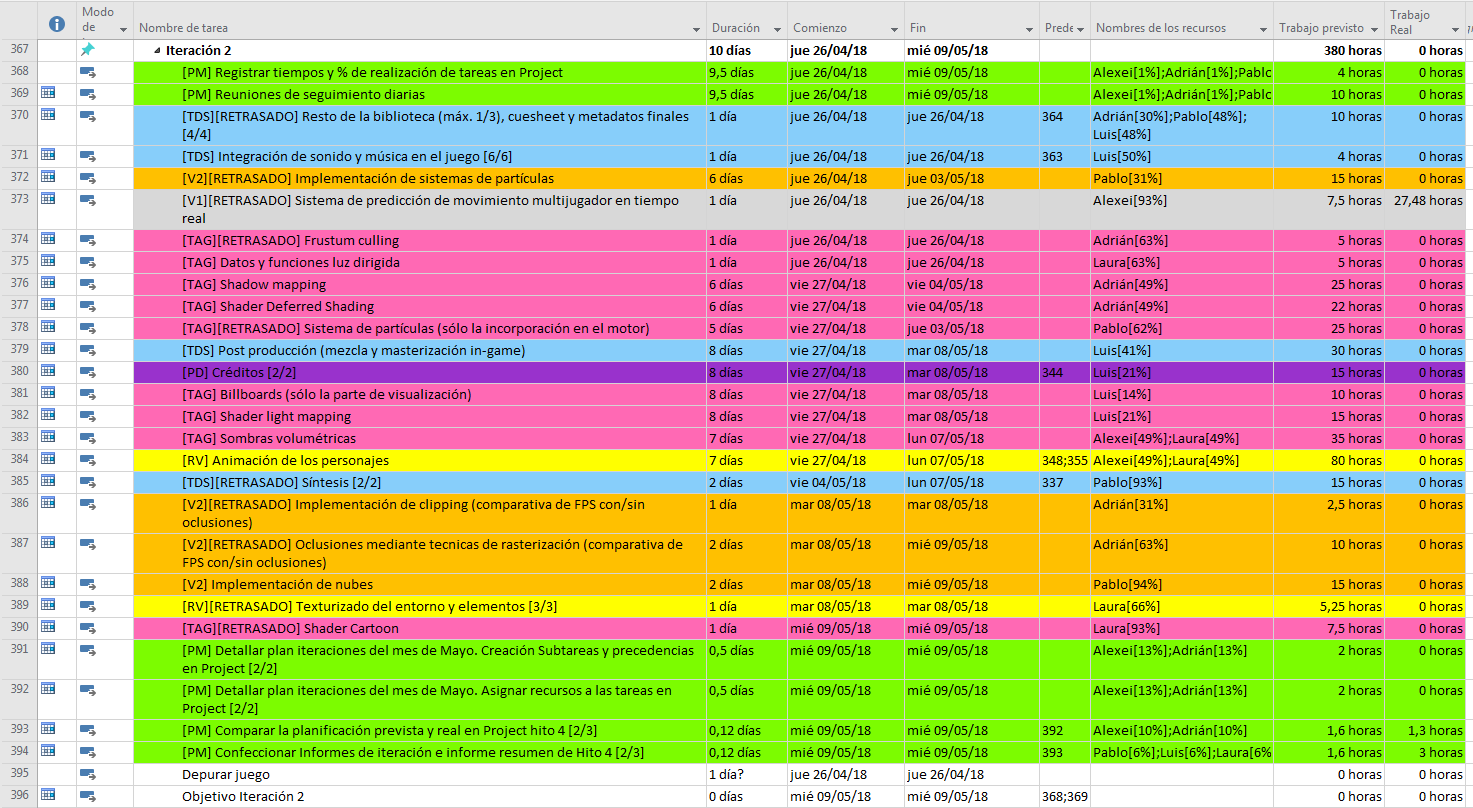 Modo de
Nombre de tarea
Duración
Comienzo
Fin
Prede
Nombres de los recursos
Trabajo previsto
Trabajo Real
367 Iteración 2 10 días jue 26/04/18 mié 09/05/18 380 horas 0 horas
368 [PM] Registrar tiempos y % de realización de tareas en Project 9,5 días jue 26/04/18 mié 09/05/18 Alexei[1%];Adrián[1%];Pablo 4 horas 0 horas
369 [PM] Reuniones de seguimiento diarias 9,5 días jue 26/04/18 mié 09/05/18 Alexei[1%];Adrián[1%];Pablo 10 horas 0 horas
370 [TDS][RETRASADO] Resto de la biblioteca (máx. 1/3), cuesheet y metadatos finales 1 día jue 26/04/18 jue 26/04/18 364 Adrián[30%];Pablo[48%]; 10 horas 0 horas
[4/4] Luis[48%]
371 [TDS] Integración de sonido y música en el juego [6/6] 1 día jue 26/04/18 jue 26/04/18 363 Luis[50%] 4 horas 0 horas
372 [V2][RETRASADO] Implementación de sistemas de partículas 6 días jue 26/04/18 jue 03/05/18 Pablo[31%] 15 horas 0 horas
373 [V1][RETRASADO] Sistema de predicción de movimiento multijugador en tiempo 1 día jue 26/04/18 jue 26/04/18 Alexei[93%] 7,5 horas 27,48 horas
real
374 [TAG][RETRASADO] Frustum culling 1 día jue 26/04/18 jue 26/04/18 Adrián[63%] 5 horas 0 horas
375 [TAG] Datos y funciones luz dirigida 1 día jue 26/04/18 jue 26/04/18 Laura[63%] 5 horas 0 horas
376 [TAG] Shadow mapping 6 días vie 27/04/18 vie 04/05/18 Adrián[49%] 25 horas 0 horas
377 [TAG] Shader Deferred Shading 6 días vie 27/04/18 vie 04/05/18 Adrián[49%] 22 horas 0 horas
378 [TAG][RETRASADO] Sistema de partículas (sólo la incorporación en el motor) 5 días vie 27/04/18 jue 03/05/18 Pablo[62%] 25 horas 0 horas
379 [TDS] Post producción (mezcla y masterización in-game) 8 días vie 27/04/18 mar 08/05/18 Luis[41%] 30 horas 0 horas
380 [PD] Créditos [2/2] 8 días vie 27/04/18 mar 08/05/18 344 Luis[21%] 15 horas 0 horas
381 [TAG] Billboards (sólo la parte de visualización) 8 días vie 27/04/18 mar 08/05/18 Luis[14%] 10 horas 0 horas
382 [TAG] Shader light mapping 8 días vie 27/04/18 mar 08/05/18 Luis[21%] 15 horas 0 horas
383 [TAG] Sombras volumétricas 7 días vie 27/04/18 lun 07/05/18 Alexei[49%];Laura[49%] 35 horas 0 horas
384 [RV] Animación de los personajes 7 días vie 27/04/18 lun 07/05/18 348;355 Alexei[49%];Laura[49%] 80 horas 0 horas
385 [TDS][RETRASADO] Síntesis [2/2] 2 días vie 04/05/18 lun 07/05/18 337 Pablo[93%] 15 horas 0 horas
386 [V2][RETRASADO] Implementación de clipping (comparativa de FPS con/sin 1 día mar 08/05/18 mar 08/05/18 Adrián[31%] 2,5 horas 0 horas
oclusiones)
387 [V2][RETRASADO] Oclusiones mediante tecnicas de rasterización (comparativa de 2 días mar 08/05/18 mié 09/05/18 Adrián[63%] 10 horas 0 horas
FPS con/sin oclusiones)
388 [V2] Implementación de nubes 2 días mar 08/05/18 mié 09/05/18 Pablo[94%] 15 horas 0 horas
389 [RV][RETRASADO] Texturizado del entorno y elementos [3/3] 1 día mar 08/05/18 mar 08/05/18 Laura[66%] 5,25 horas 0 horas
390 [TAG][RETRASADO] Shader Cartoon 1 día mié 09/05/18 mié 09/05/18 Laura[93%] 7,5 horas 0 horas
391 [PM] Detallar plan iteraciones del mes de Mayo. Creación Subtareas y precedencias 0,5 días mié 09/05/18 mié 09/05/18 Alexei[13%];Adrián[13%] 2 horas 0 horas
en Project [2/2]
392 [PM] Detallar plan iteraciones del mes de Mayo. Asignar recursos a las tareas en 0,5 días mié 09/05/18 mié 09/05/18 Alexei[13%];Adrián[13%] 2 horas 0 horas
Project [2/2]
393 [PM] Comparar la planificación prevista y real en Project hito 4 [2/3] 0,12 días mié 09/05/18 mié 09/05/18 392 Alexei[10%];Adrián[10%] 1,6 horas 1,3 horas
394 [PM] Confeccionar Informes de iteración e informe resumen de Hito 4 [2/3] 0,12 días mié 09/05/18 mié 09/05/18 393 Pablo[6%];Luis[6%];Laura[6% 1,6 horas 3 horas
395 Depurar juego 1 día? jue 26/04/18 jue 26/04/18 0 horas 0 horas
396 Objetivo Iteración 2 0 días mié 09/05/18 mié 09/05/18 368;369 0 horas 0 horas